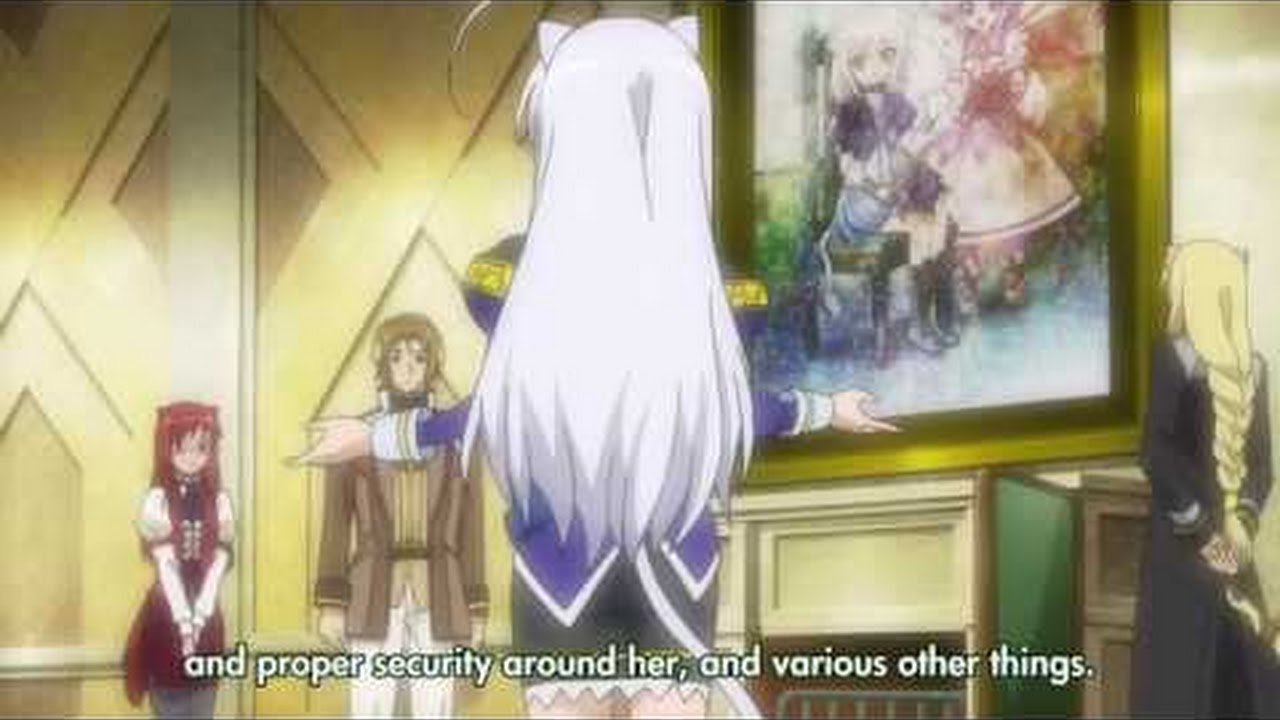 and proper security around her, and various other things.